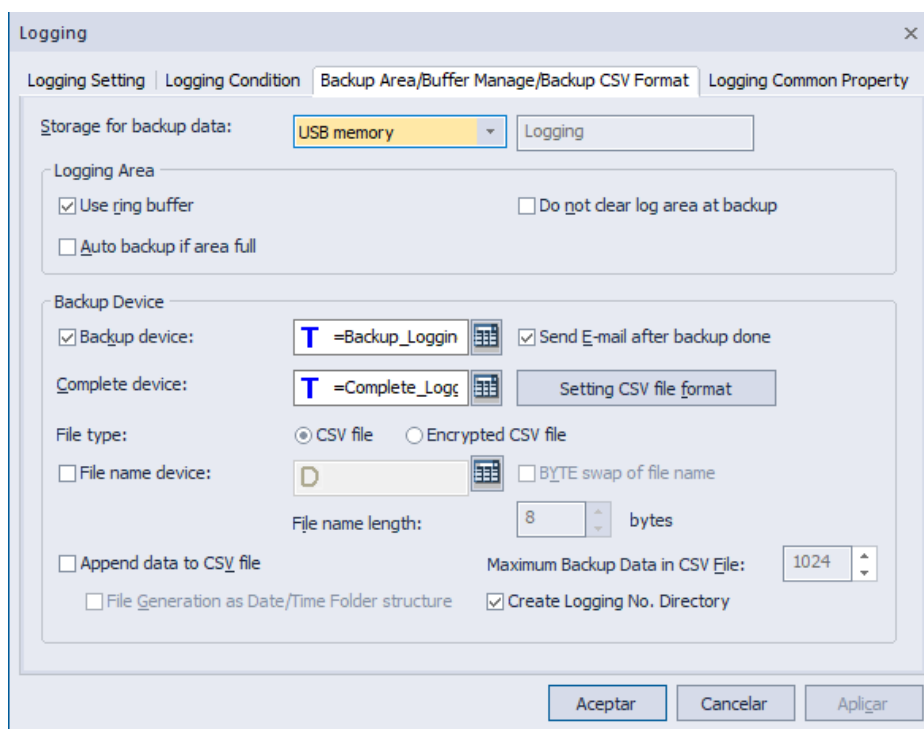 Logging
Logging Setting Logging Condition Backup Area/Buffer Manage/Backup CSV Format Logging Common Property
Storage for backup data: USB memory Logging
Logging Area
Use ring buffer Do not clear log area at backup
Auto backup if area full
Backup Device
Backup device: T =Backup_Loggin Send E-mail after backup done
Complete device: T =Complete_Logg Setting CSV file format
File type: CSV file Encrypted CSV file
File name device: D BYTE swap of file name
File name length: 8 bytes
Append data to CSV file Maximum Backup Data in CSV File: 1024
File Generation as Date/Time Folder structure Create Logging No. Directory
Aceptar Cancelar Aplicar